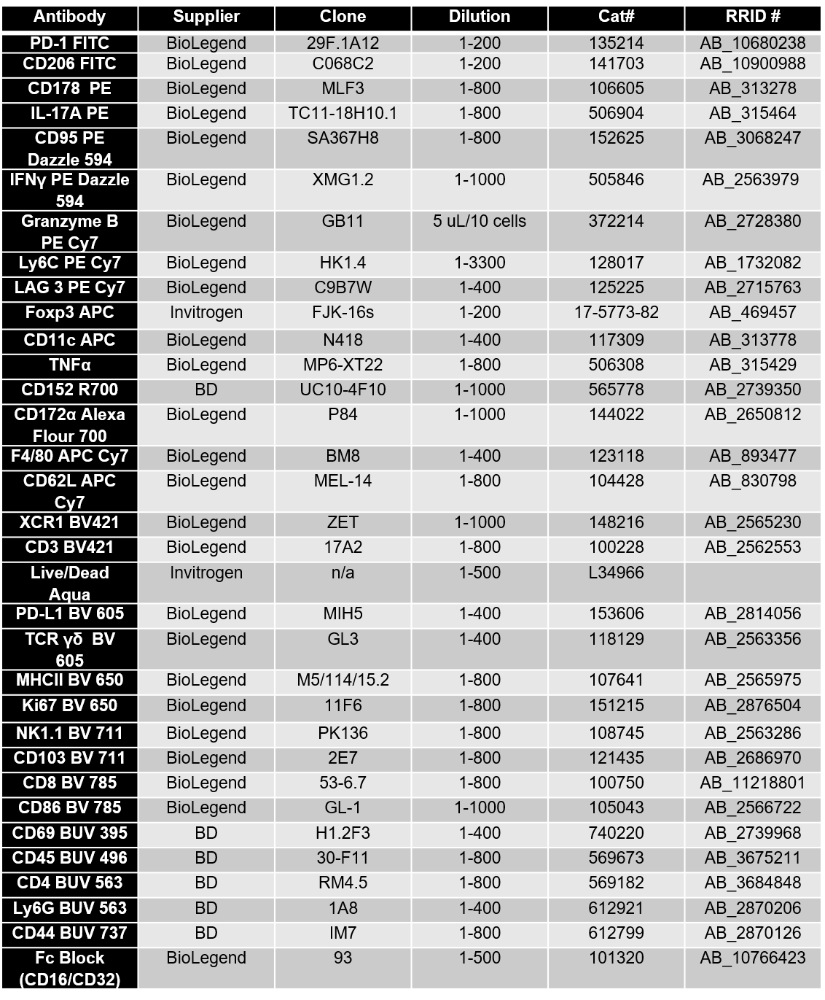 Antibody Supplier Clone Dilution Cat# RRID #
PD-1 FITC BioLegend 29F.1A12 1-200 135214 AB_10680238
CD206 FITC BioLegend C068C2 1-200 141703 AB_10900988
CD178 PE BioLegend MLF3 1-800 106605 AB_313278
IL-17A PE BioLegend TC11-18H10.1 1-800 506904 AB_315464
CD95 PE BioLegend SA367H8 1-800 152625 AB_3068247
Dazzle 594
IFNγ PE Dazzle BioLegend XMG1.2 1-1000 505846 AB_2563979
594
Granzyme B BioLegend GB11 5 uL/10 cells 372214 AB_2728380
PE Cy7
Ly6C PE Cy7 BioLegend HK1.4 1-3300 128017 AB_1732082
LAG 3 PE Cy7 BioLegend C9B7W 1-400 125225 AB_2715763
Foxp3 APC Invitrogen FJK-16s 1-200 17-5773-82 AB_469457
CD11c APC BioLegend N418 1-400 117309 AB_313778
TNFα BioLegend MP6-XT22 1-800 506308 AB_315429
CD152 R700 BD UC10-4F10 1-1000 565778 AB_2739350
CD172α Alexa BioLegend P84 1-1000 144022 AB_2650812
Flour 700
F4/80 APC Cy7 BioLegend BM8 1-400 123118 AB_893477
CD62L APC BioLegend MEL-14 1-800 104428 AB_830798
Cy7
XCR1 BV421 BioLegend ZET 1-1000 148216 AB_2565230
CD3 BV421 BioLegend 17A2 1-800 100228 AB_2562553
Live/Dead Invitrogen n/a 1-500 L34966
Aqua
PD-L1 BV 605 BioLegend MIH5 1-400 153606 AB_2814056
TCR γδ BV BioLegend GL3 1-400 118129 AB_2563356
605
MHCII BV 650 BioLegend M5/114/15.2 1-800 107641 AB_2565975
Ki67 BV 650 BioLegend 11F6 1-800 151215 AB_2876504
NK1.1 BV 711 BioLegend PK136 1-800 108745 AB_2563286
CD103 BV 711 BioLegend 2E7 1-800 121435 AB_2686970
CD8 BV 785 BioLegend 53-6.7 1-800 100750 AB_11218801
CD86 BV 785 BioLegend GL-1 1-1000 105043 AB_2566722
CD69 BUV 395 BD H1.2F3 1-400 740220 AB_2739968
CD45 BUV 496 BD 30-F11 1-800 569673 AB_3675211
CD4 BUV 563 BD RM4.5 1-800 569182 AB_3684848
Ly6G BUV 563 BD 1A8 1-400 612921 AB_2870206
CD44 BUV 737 BD IM7 1-800 612799 AB_2870126
Fc Block BioLegend 93 1-500 101320 AB_10766423
(CD16/CD32)